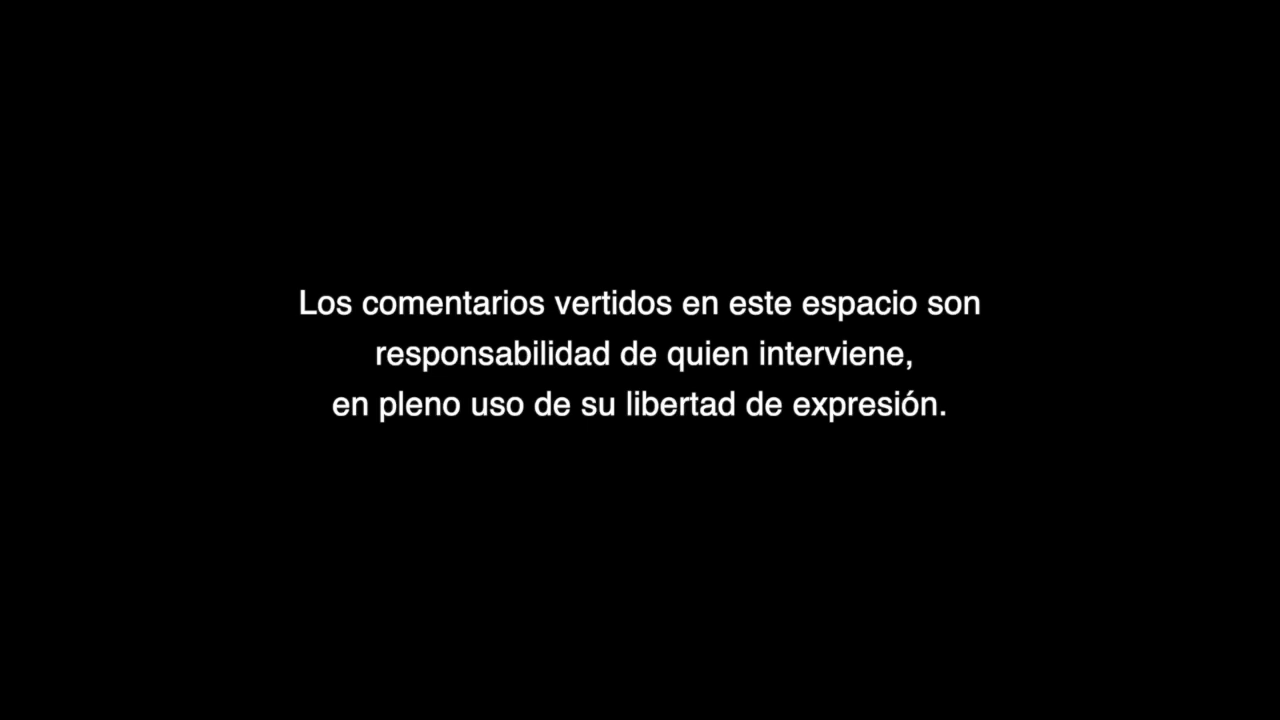 Los comentarios vertidos en este espacio son
responsabilidad de quien interviene,
en pleno uso de su libertad de expresión.